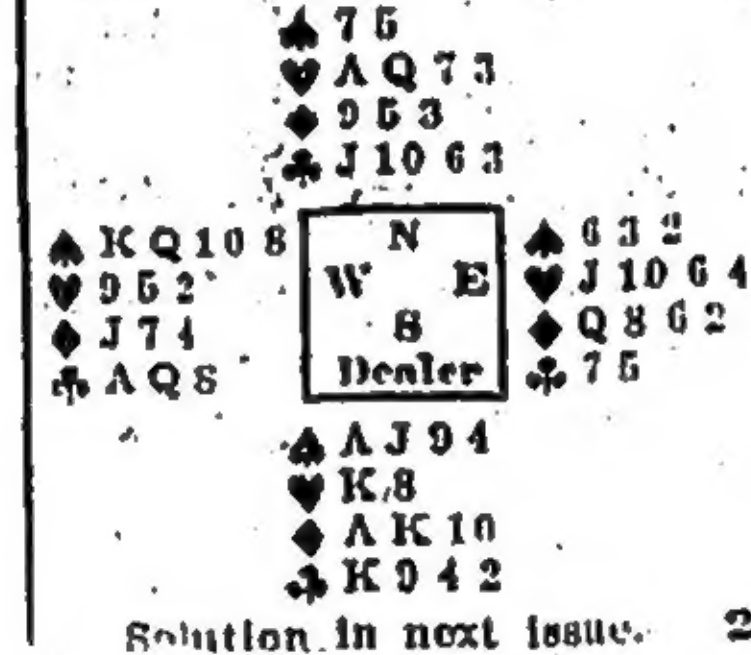 ♠ 7 5
♥ A Q 7 3
♦ 9 5 3
♣ J 10 6 3
♠ K Q 10 8
♥ 9 5 2
♦ J 7 4
♣ A Q 8
N
W E
S
Dealer
♠ 6 3 2
♥ J 10 6 4
♦ Q 8 6 2
♣ 7 5
♠ A J 9 4
♥ K 8
♦ A K 10
♣ K 9 4 2
Solution in next issue.